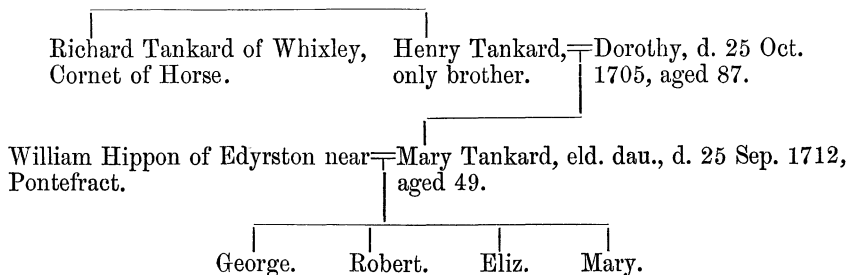 Richard Tankard of Whixley,
Cornet of Horse.
Henry Tankard,
only brother.
Dorothy, d. 25 Oct.
1705, aged 87.
William Hippon of Edyrston near
Pontefract.
Mary Tankard, eld. dau., d. 25 Sep. 1712,
aged 49.
George. Robert. Eliz. Mary.